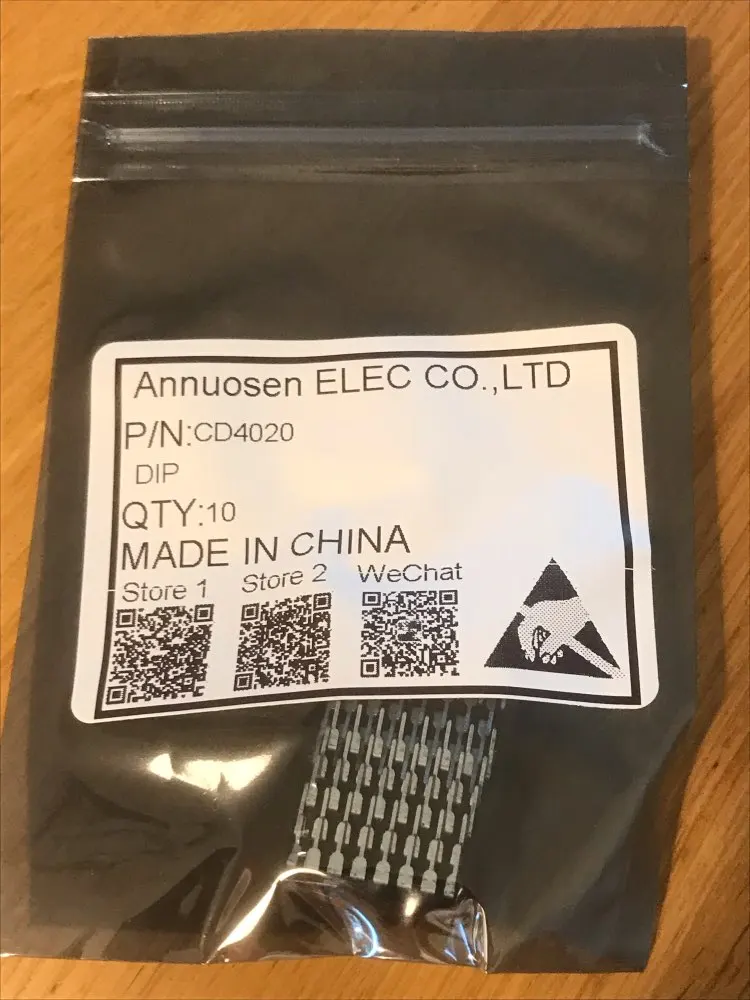 Annuosen ELEC CO.,LTD
P/N:CD4020
DIP
QTY:10
MADE IN CHINA
Store 1 Store 2 WeChat